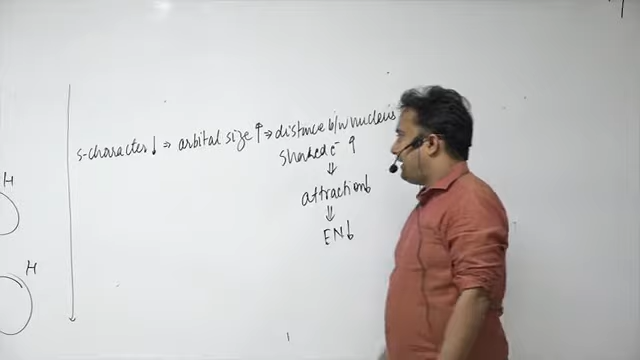 s-character ↓ ⇒ orbital size ↑ ⇒ distance b/w nucleus
shared e⁻ ↑
⇓
attraction ↓
⇓
EN ↓
H
H